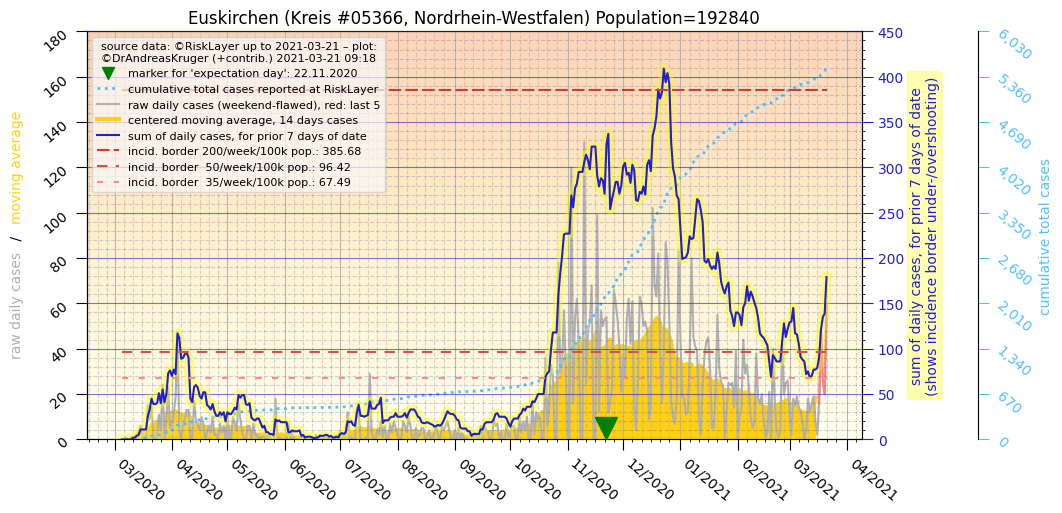 Euskirchen (Kreis #05366, Nordrhein-Westfalen) Population=192840
source data: ©RiskLayer up to 2021-03-21 – plot:
©DrAndreasKruger (+contrib.) 2021-03-21 09:18
marker for 'expectation day': 22.11.2020
cumulative total cases reported at RiskLayer
raw daily cases (weekend-flawed), red: last 5
centered moving average, 14 days cases
sum of daily cases, for prior 7 days of date
incid. border 200/week/100k pop.: 385.68
incid. border  50/week/100k pop.: 96.42
incid. border  35/week/100k pop.: 67.49
raw daily cases / moving average
180
160
140
120
100
80
60
40
20
0
03/2020
04/2020
05/2020
06/2020
07/2020
08/2020
09/2020
10/2020
11/2020
12/2020
01/2021
02/2021
03/2021
04/2021
450
400
350
300
250
200
150
100
50
0
sum of daily cases, for prior 7 days of date
(shows incidence border under-/overshooting)
6,030
5,360
4,690
4,020
3,350
2,680
2,010
1,340
670
0
cumulative total cases